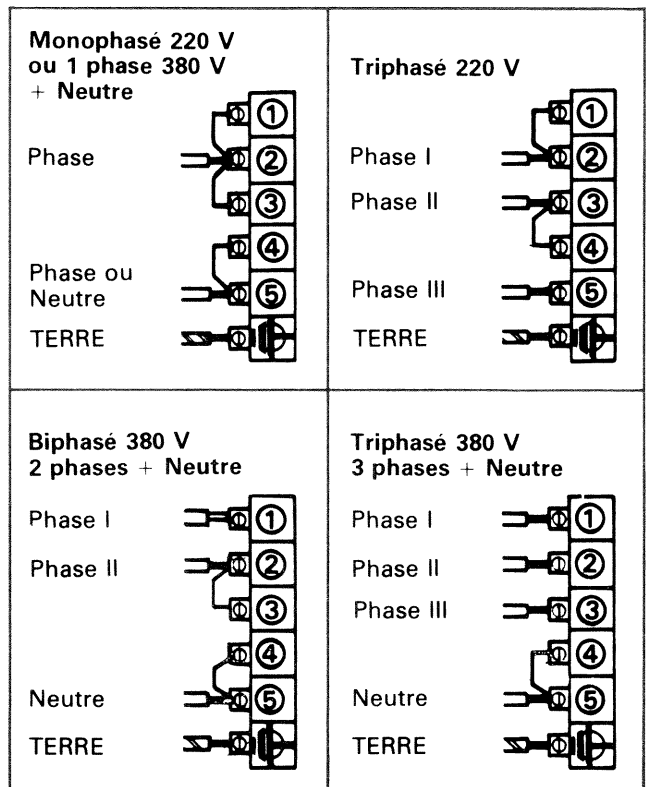 Monophasé 220 V
ou 1 phase 380 V
+ Neutre
①
Phase
②
③
④
Phase ou
Neutre
⑤
TERRE
Triphasé 220 V
①
Phase I
②
Phase II
③
④
Phase III
⑤
TERRE
Biphasé 380 V
2 phases + Neutre
Phase I
①
Phase II
②
③
④
Neutre
⑤
TERRE
Triphasé 380 V
3 phases + Neutre
Phase I
①
Phase II
②
Phase III
③
④
Neutre
⑤
TERRE